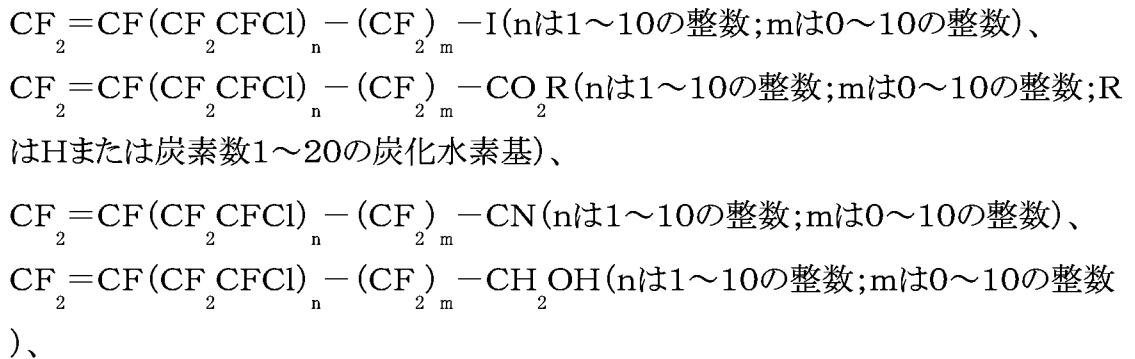 CF₂=CF(CF₂CFCl)ₙ－(CF₂)ₘ－I(nは1～10の整数;mは0～10の整数)、
CF₂=CF(CF₂CFCl)ₙ－(CF₂)ₘ－CO₂R(nは1～10の整数;mは0～10の整数;R
はHまたは炭素数1～20の炭化水素基)、
CF₂=CF(CF₂CFCl)ₙ－(CF₂)ₘ－CN(nは1～10の整数;mは0～10の整数)、
CF₂=CF(CF₂CFCl)ₙ－(CF₂)ₘ－CH₂OH(nは1～10の整数;mは0～10の整数
)、